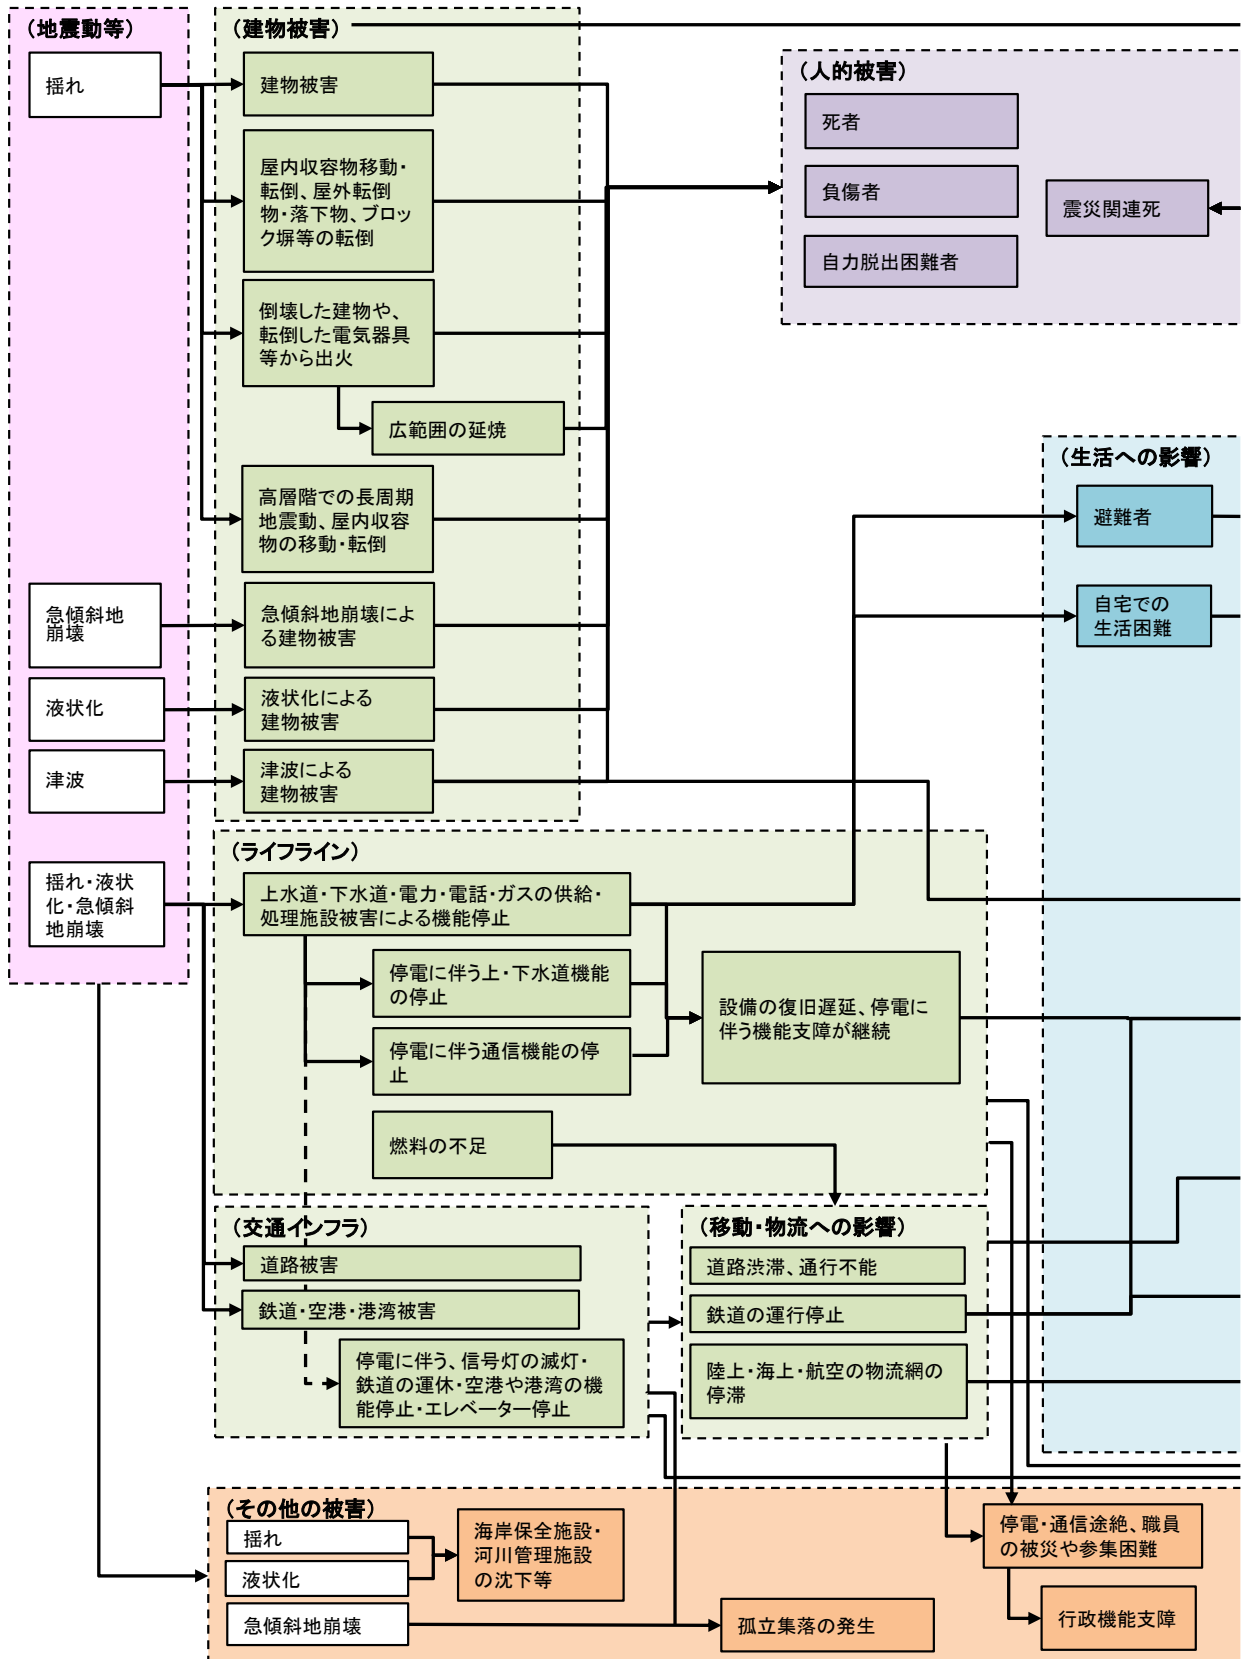 （地震動等）
揺れ
急傾斜地
崩壊
液状化
津波
揺れ・液状
化・急傾斜
地崩壊
（建物被害）
建物被害
屋内収容物移動・
転倒、屋外転倒
物・落下物、ブロッ
ク塀等の転倒
倒壊した建物や、
転倒した電気器具
等から出火
広範囲の延焼
高層階での長周期
地震動、屋内収容
物の移動・転倒
急傾斜地崩壊によ
る建物被害
液状化による
建物被害
津波による
建物被害
（人的被害）
死者
負傷者
自力脱出困難者
震災関連死
（生活への影響）
避難者
自宅での
生活困難
（ライフライン）
上水道・下水道・電力・電話・ガスの供給・
処理施設被害による機能停止
停電に伴う上・下水道機能
の停止
停電に伴う通信機能の停
止
設備の復旧遅延、停電に
伴う機能支障が継続
燃料の不足
（交通インフラ）
道路被害
鉄道・空港・港湾被害
停電に伴う、信号灯の滅灯・
鉄道の運休・空港や港湾の機
能停止・エレベーター停止
（移動・物流への影響）
道路渋滞、通行不能
鉄道の運行停止
陸上・海上・航空の物流網の
停滞
（その他の被害）
揺れ
液状化
急傾斜地崩壊
海岸保全施設・
河川管理施設
の沈下等
孤立集落の発生
停電・通信途絶、職員
の被災や参集困難
行政機能支障